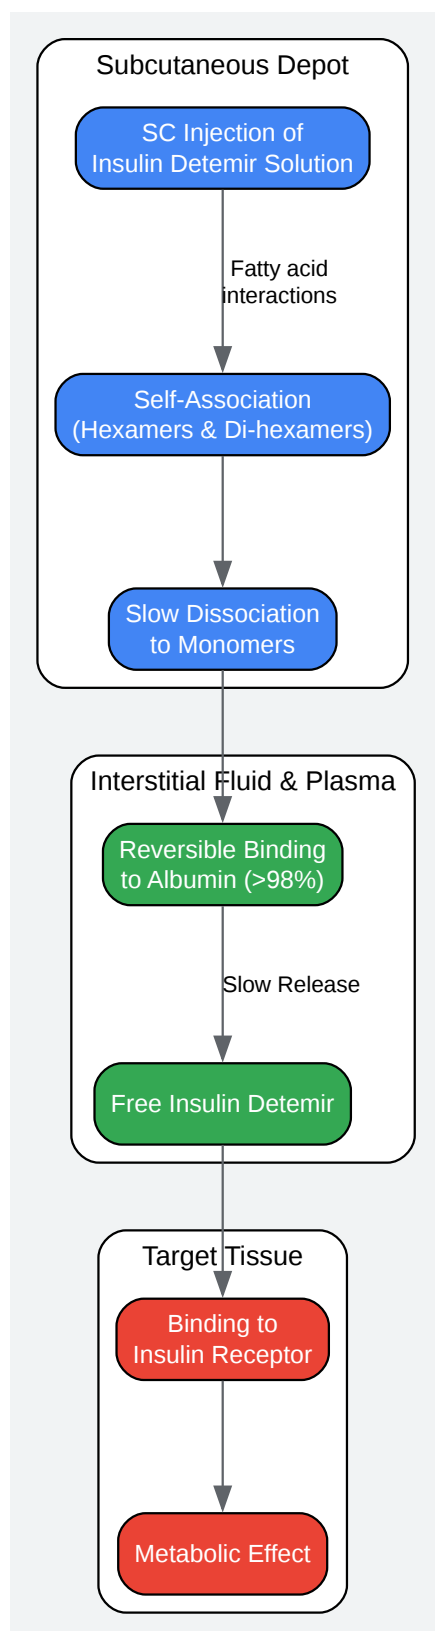 Subcutaneous Depot
SC Injection of
Insulin Detemir Solution
Fatty acid
interactions
Self-Association
(Hexamers & Di-hexamers)
Slow Dissociation
to Monomers
Interstitial Fluid & Plasma
Reversible Binding
to Albumin (>98%)
Slow Release
Free Insulin Detemir
Target Tissue
Binding to
Insulin Receptor
Metabolic Effect